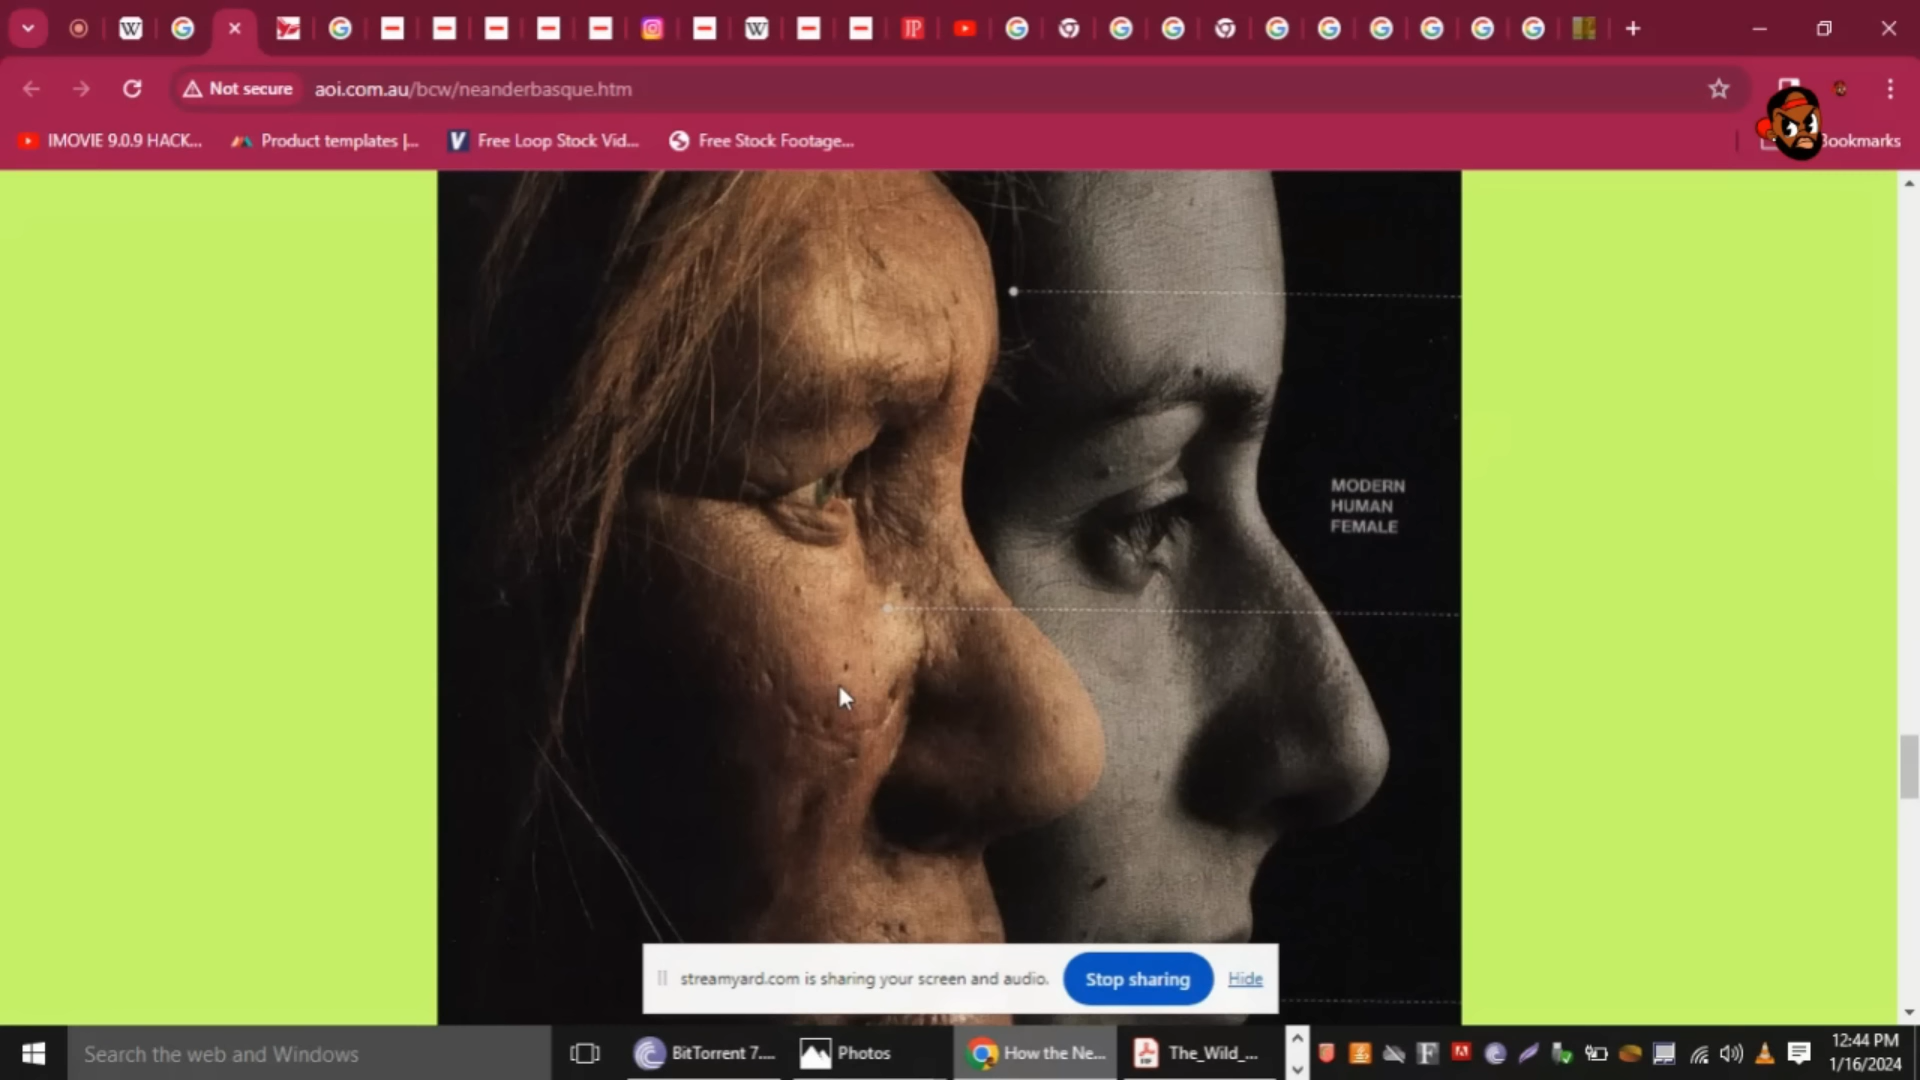 Not secure
aoi.com.au/bcw/neanderbasque.htm
IMOVIE 9.0.9 HACK...
Product templates |...
Free Loop Stock Vid...
Free Stock Footage...
Bookmarks
MODERN
HUMAN
FEMALE
streamyard.com is sharing your screen and audio.
Stop sharing
Hide
Search the web and Windows
BitTorrent 7....
Photos
How the Ne...
The_Wild_...
12:44 PM
1/16/2024